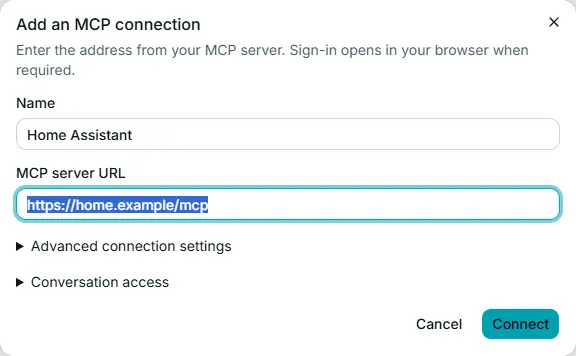 Add an MCP connection
Enter the address from your MCP server. Sign-in opens in your browser when
required.
Name
Home Assistant
MCP server URL
https://home.example/mcp
Advanced connection settings
Conversation access
Cancel
Connect